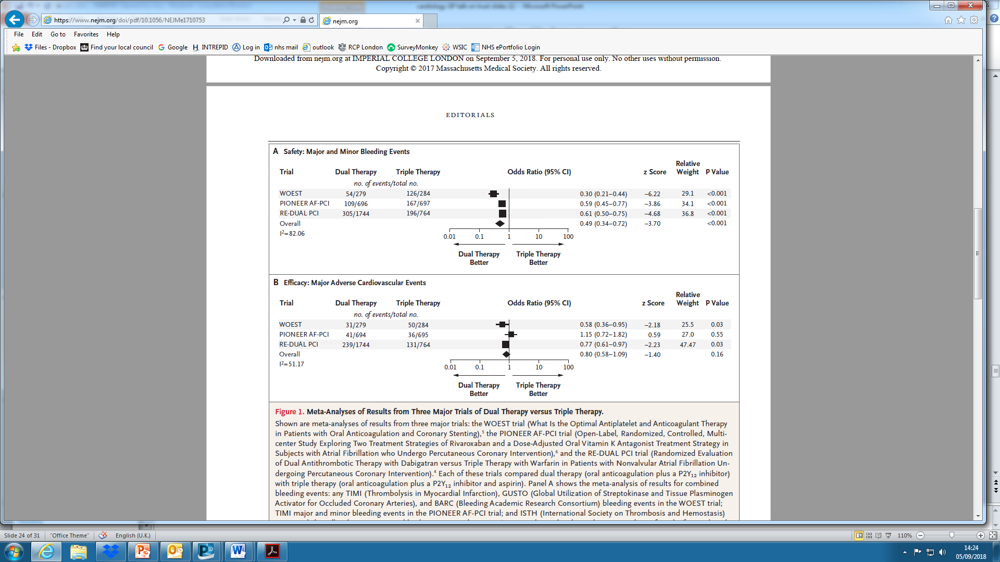 https://www.nejm.org/doi/pdf/10.1056/NEJMe1710753
nejm.org
File Edit Go to Favorites Help
Files - Dropbox Find your local council Google INTREPID Log in nhs mail outlook RCP London SurveyMonkey WSIC NHS ePortfolio Login
Downloaded from nejm.org at IMPERIAL COLLEGE LONDON on September 5, 2018. For personal use only. No other uses without permission.
Copyright © 2017 Massachusetts Medical Society. All rights reserved.
EDITORIALS
A Safety: Major and Minor Bleeding Events
Trial Dual Therapy Triple Therapy Odds Ratio (95% CI) z Score Relative Weight P Value
no. of events/total no.
WOEST 54/279 126/284 0.30 (0.21–0.44) –6.22 29.1 <0.001
PIONEER AF-PCI 109/696 167/697 0.59 (0.45–0.77) –3.86 34.1 <0.001
RE-DUAL PCI 305/1744 196/764 0.61 (0.50–0.75) –4.68 36.8 <0.001
Overall 0.49 (0.34–0.72) –3.70 <0.001
I²=82.06
0.01 0.1 1 10 100
Dual Therapy Better Triple Therapy Better
B Efficacy: Major Adverse Cardiovascular Events
Trial Dual Therapy Triple Therapy Odds Ratio (95% CI) z Score Relative Weight P Value
no. of events/total no.
WOEST 31/279 50/284 0.58 (0.36–0.95) –2.18 25.5 0.03
PIONEER AF-PCI 41/694 36/695 1.15 (0.72–1.82) 0.59 27.0 0.55
RE-DUAL PCI 239/1744 131/764 0.77 (0.61–0.97) –2.23 47.47 0.03
Overall 0.80 (0.58–1.09) –1.40 0.16
I²=51.17
0.01 0.1 1 10 100
Dual Therapy Better Triple Therapy Better
Figure 1. Meta-Analyses of Results from Three Major Trials of Dual Therapy versus Triple Therapy.
Shown are meta-analyses of results from three major trials: the WOEST trial (What Is the Optimal Antiplatelet and Anticoagulant Therapy
in Patients with Oral Anticoagulation and Coronary Stenting),⁵ the PIONEER AF-PCI trial (Open-Label, Randomized, Controlled, Multi-
center Study Exploring Two Treatment Strategies of Rivaroxaban and a Dose-Adjusted Oral Vitamin K Antagonist Treatment Strategy in
Subjects with Atrial Fibrillation who Undergo Percutaneous Coronary Intervention),⁶ and the RE-DUAL PCI trial (Randomized Evaluation
of Dual Antithrombotic Therapy with Dabigatran versus Triple Therapy with Warfarin in Patients with Nonvalvular Atrial Fibrillation Un-
dergoing Percutaneous Coronary Intervention).⁴ Each of these trials compared dual therapy (oral anticoagulation plus a P2Y₁₂ inhibitor)
with triple therapy (oral anticoagulation plus a P2Y₁₂ inhibitor and aspirin). Panel A shows the meta-analysis of results for combined
bleeding events: any TIMI (Thrombolysis in Myocardial Infarction), GUSTO (Global Utilization of Streptokinase and Tissue Plasminogen
Activator for Occluded Coronary Arteries), and BARC (Bleeding Academic Research Consortium) bleeding events in the WOEST trial;
TIMI major and minor bleeding events in the PIONEER AF-PCI trial; and ISTH (International Society on Thrombosis and Hemostasis)
Slide 24 of 31 "Office Theme" English (U.K.) 110%
14:24
05/09/2018